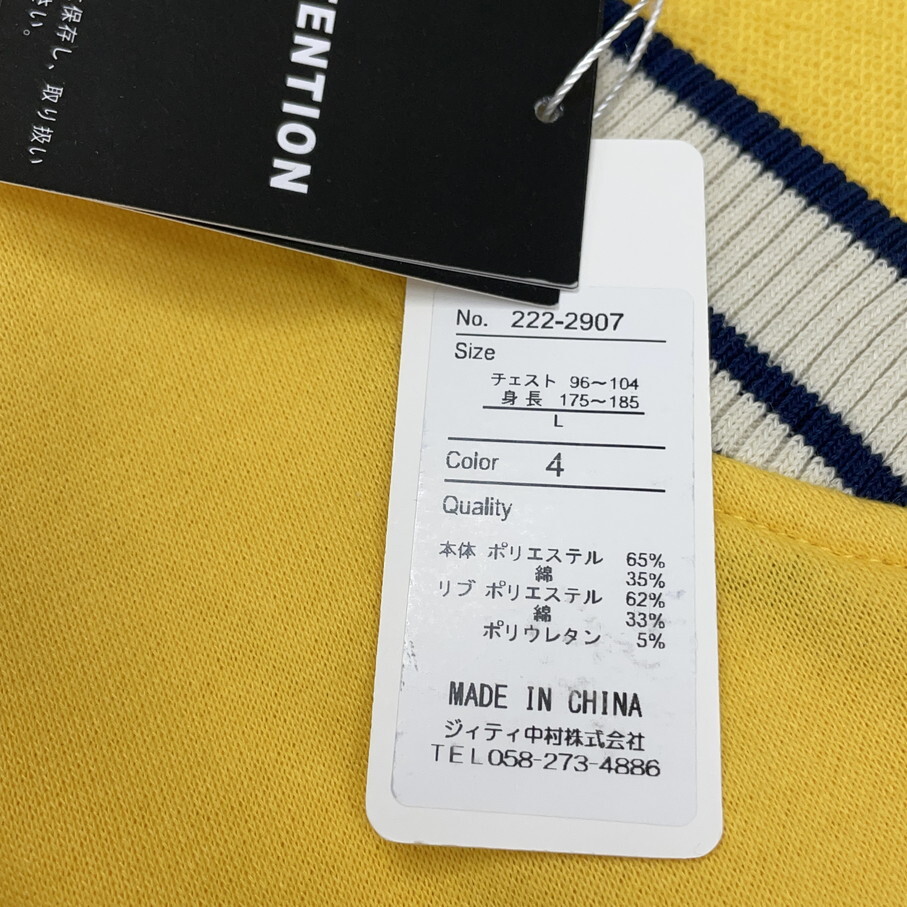 TENTION
保存し、取り扱い
さい。
No. 222-2907
Size
チェスト 96～104
身長 175～185
L
Color 4
Quality
本体 ポリエステル 65%
綿 35%
リブ ポリエステル 62%
綿 33%
ポリウレタン 5%
MADE IN CHINA
ジィティ中村株式会社
TEL058-273-4886